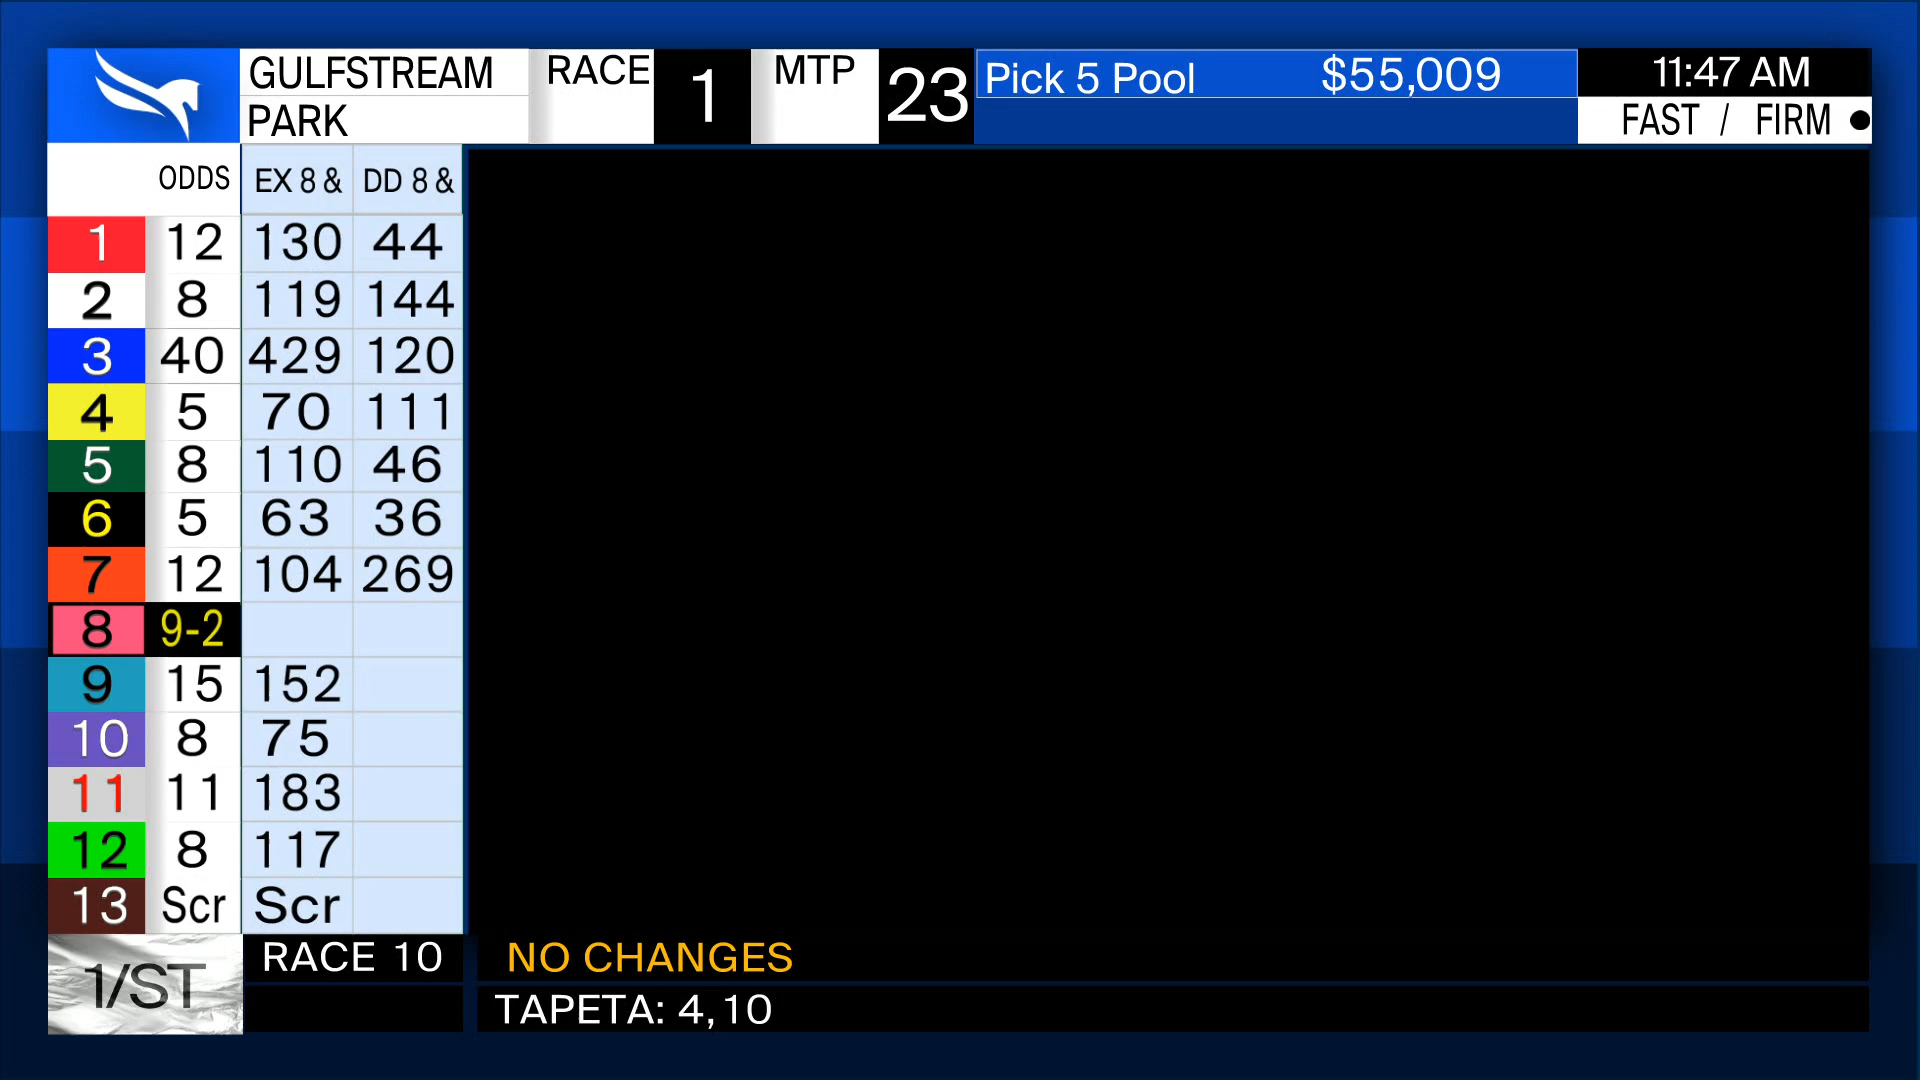 GULFSTREAM PARK RACE 1 MTP 23 Pick 5 Pool $55,009 11:47 AM
FAST / FIRM
ODDS EX 8 & DD 8 &
1 12 130 44
2 8 119 144
3 40 429 120
4 5 70 111
5 8 110 46
6 5 63 36
7 12 104 269
8 9-2
9 15 152
10 8 75
11 11 183
12 8 117
13 Scr Scr
1/ST RACE 10 NO CHANGES
TAPETA: 4,10